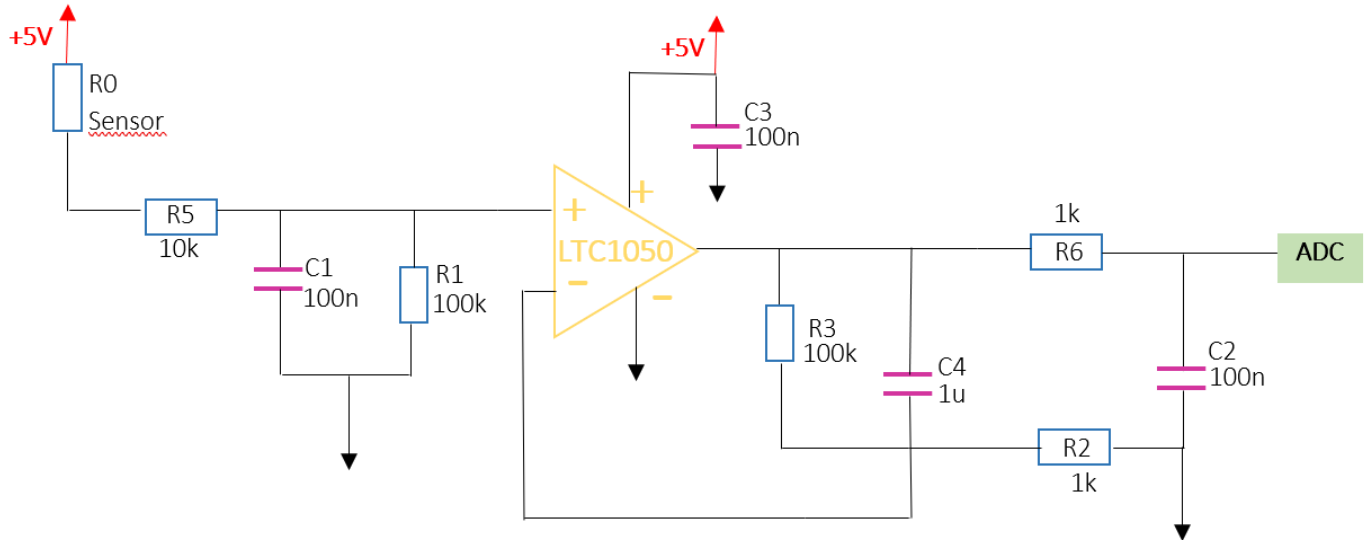 +5V
R0
Sensor
+5V
C3
100n
+
R5
10k
C1
100n
R1
100k
+
LTC1050
−
−
1k
R6
ADC
R3
100k
C4
1u
C2
100n
R2
1k